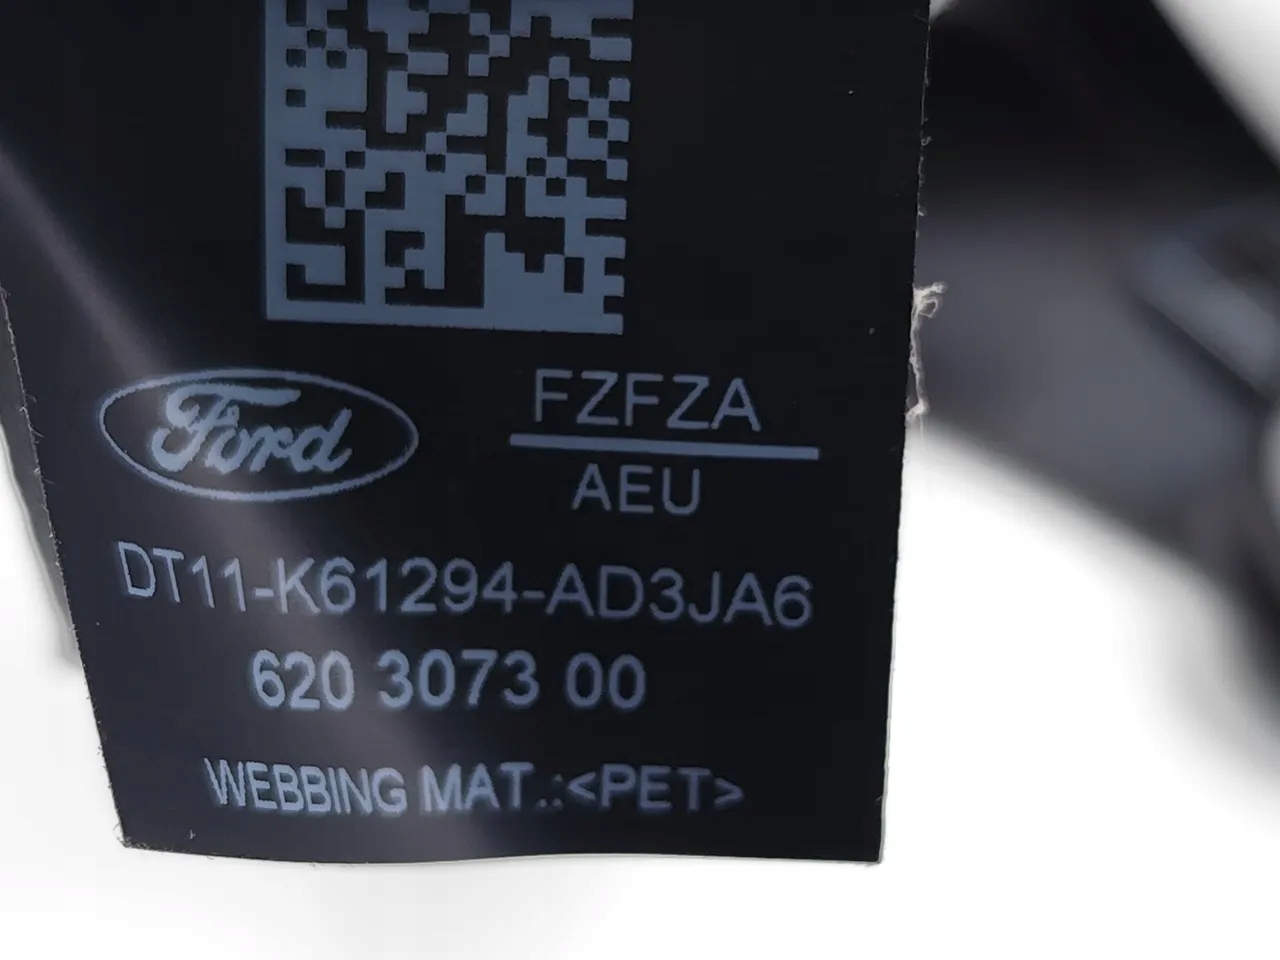 Ford
FZFZA
AEU
DT11-K61294-AD3JA6
620 3073 00
WEBBING MAT.:<PET>